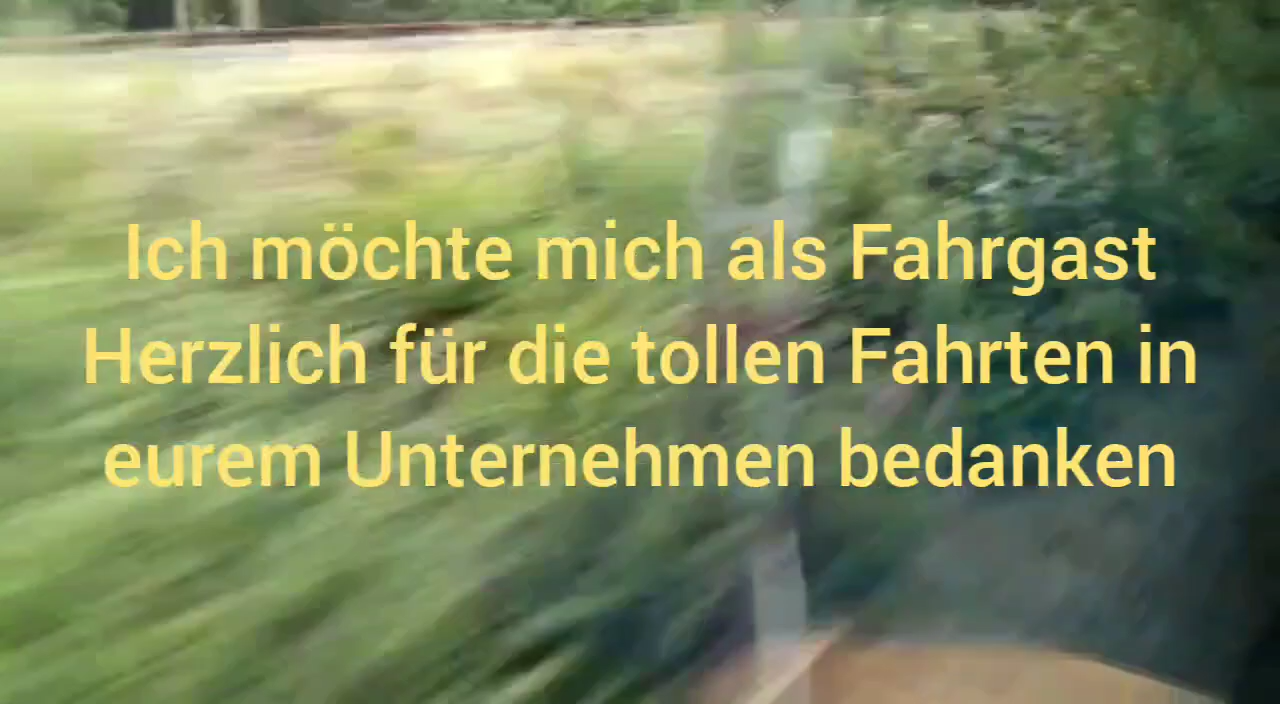 Ich möchte mich als Fahrgast
Herzlich für die tollen Fahrten in
eurem Unternehmen bedanken